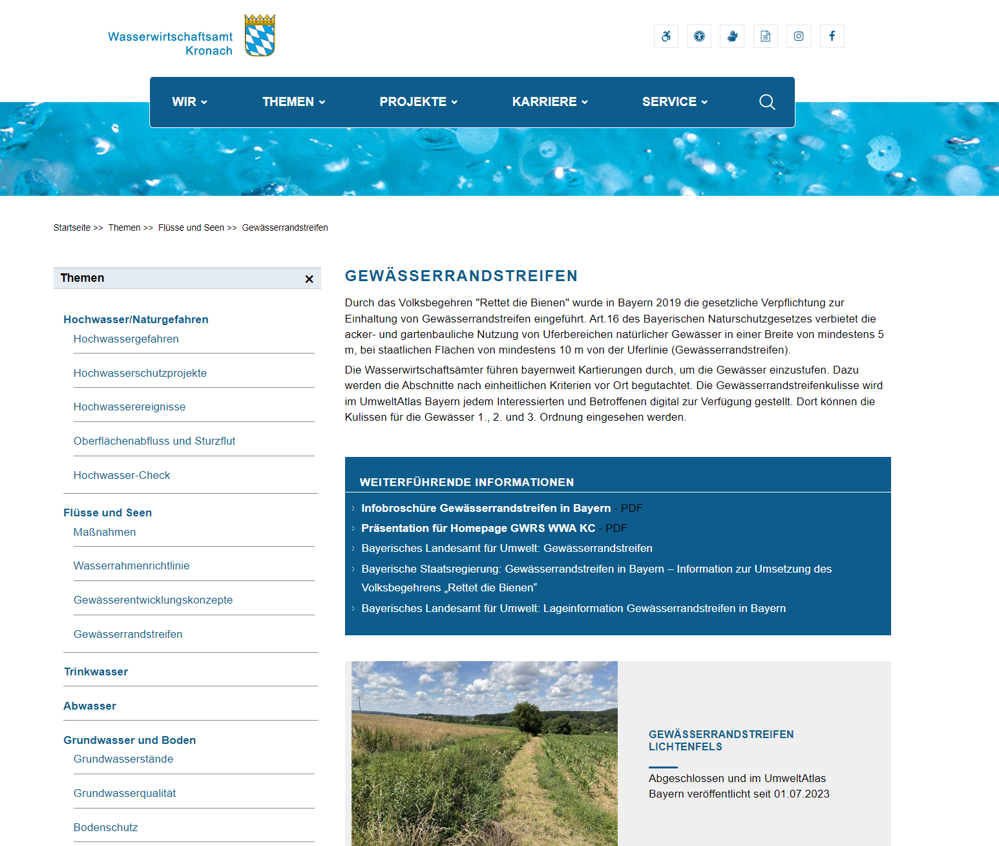 Wasserwirtschaftsamt
Kronach
WIR
THEMEN
PROJEKTE
KARRIERE
SERVICE
Startseite >> Themen >> Flüsse und Seen >> Gewässerrandstreifen
Themen
Hochwasser/Naturgefahren
Hochwassergefahren
Hochwasserschutzprojekte
Hochwasserereignisse
Oberflächenabfluss und Sturzflut
Hochwasser-Check
Flüsse und Seen
Maßnahmen
Wasserrahmenrichtlinie
Gewässerentwicklungskonzepte
Gewässerrandstreifen
Trinkwasser
Abwasser
Grundwasser und Boden
Grundwasserstände
Grundwasserqualität
Bodenschutz
GEWÄSSERRANDSTREIFEN
Durch das Volksbegehren "Rettet die Bienen" wurde in Bayern 2019 die gesetzliche Verpflichtung zur
Einhaltung von Gewässerrandstreifen eingeführt. Art.16 des Bayerischen Naturschutzgesetzes verbietet die
acker- und gartenbauliche Nutzung von Uferbereichen natürlicher Gewässer in einer Breite von mindestens 5
m, bei staatlichen Flächen von mindestens 10 m von der Uferlinie (Gewässerrandstreifen).
Die Wasserwirtschaftsämter führen bayernweit Kartierungen durch, um die Gewässer einzustufen. Dazu
werden die Abschnitte nach einheitlichen Kriterien vor Ort begutachtet. Die Gewässerrandstreifenkulisse wird
im UmweltAtlas Bayern jedem Interessierten und Betroffenen digital zur Verfügung gestellt. Dort können die
Kulissen für die Gewässer 1., 2. und 3. Ordnung eingesehen werden.
WEITERFÜHRENDE INFORMATIONEN
Infobroschüre Gewässerrandstreifen in Bayern - PDF
Präsentation für Homepage GWRS WWA KC - PDF
Bayerisches Landesamt für Umwelt: Gewässerrandstreifen
Bayerische Staatsregierung: Gewässerrandstreifen in Bayern – Information zur Umsetzung des
Volksbegehrens „Rettet die Bienen“
Bayerisches Landesamt für Umwelt: Lageinformation Gewässerrandstreifen in Bayern
GEWÄSSERRANDSTREIFEN
LICHTENFELS
Abgeschlossen und im UmweltAtlas
Bayern veröffentlicht seit 01.07.2023